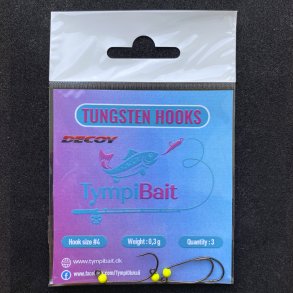 TUNGSTEN HOOKS
DECOY
TympiBait
Hook size #4
Weight : 0,3 g
Quantity : 3
www.tympibait.dk